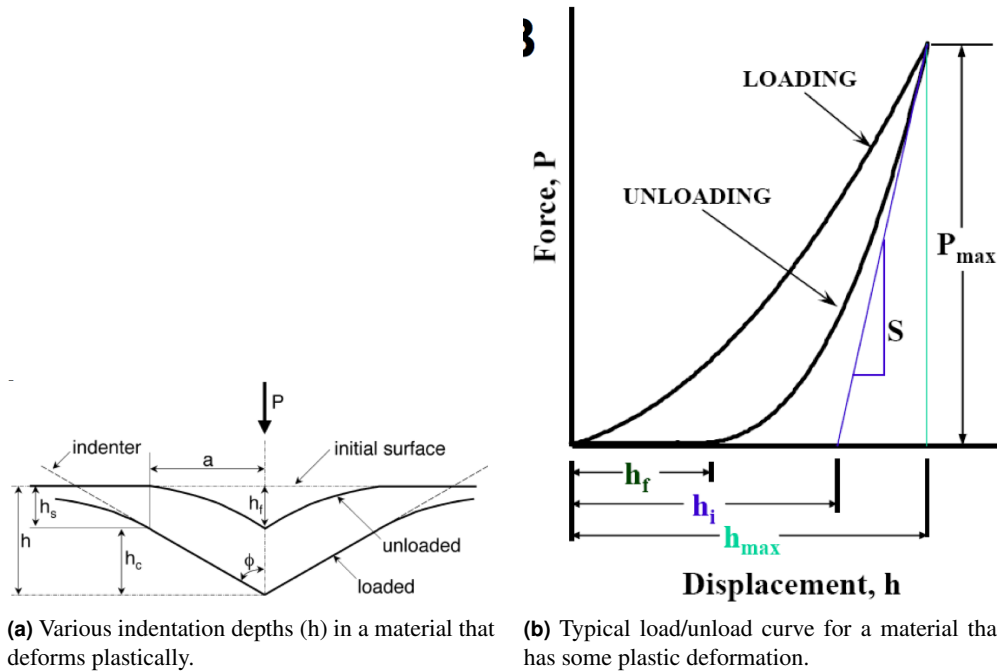 P
indenter
a
initial surface
h_s
h_f
h
h_c
ϕ
unloaded
loaded
(a) Various indentation depths (h) in a material that
deforms plastically.
Force, P
LOADING
UNLOADING
P_max
S
h_f
h_i
h_max
Displacement, h
(b) Typical load/unload curve for a material tha
has some plastic deformation.